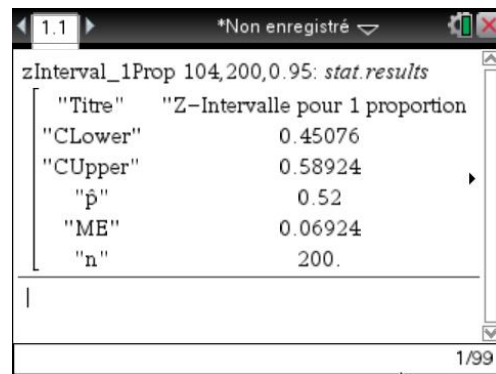 1.1 *Non enregistré
zInterval_1Prop 104,200,0.95: stat.results
"Titre" "Z–Intervalle pour 1 proportion
"CLower" 0.45076
"CUpper" 0.58924
"p̂" 0.52
"ME" 0.06924
"n" 200.
1/99